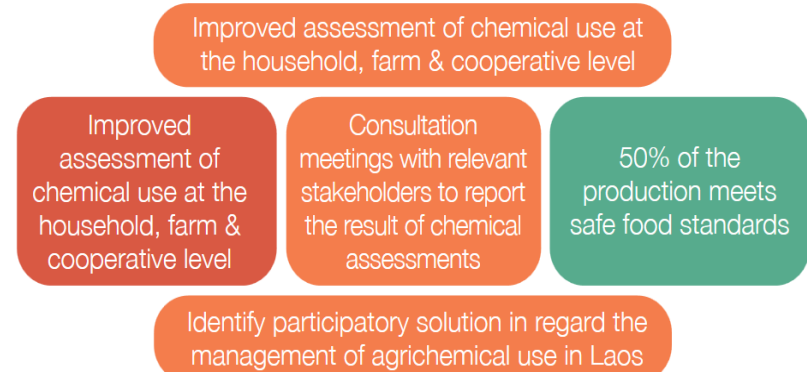 Improved assessment of chemical use at
the household, farm & cooperative level
Improved
assessment of
chemical use at the
household, farm &
cooperative level
Consultation
meetings with relevant
stakeholders to report
the result of chemical
assessments
50% of the
production meets
safe food standards
Identify participatory solution in regard the
management of agrichemical use in Laos